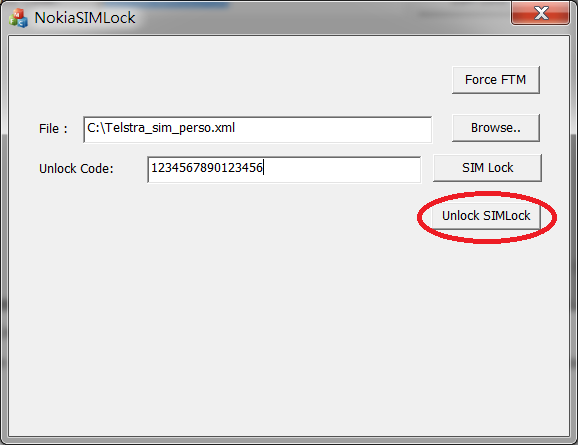 NokiaSIMLock
Force FTM
File : C:\Telstra_sim_perso.xml Browse..
Unlock Code: 1234567890123456 SIM Lock
Unlock SIMLock